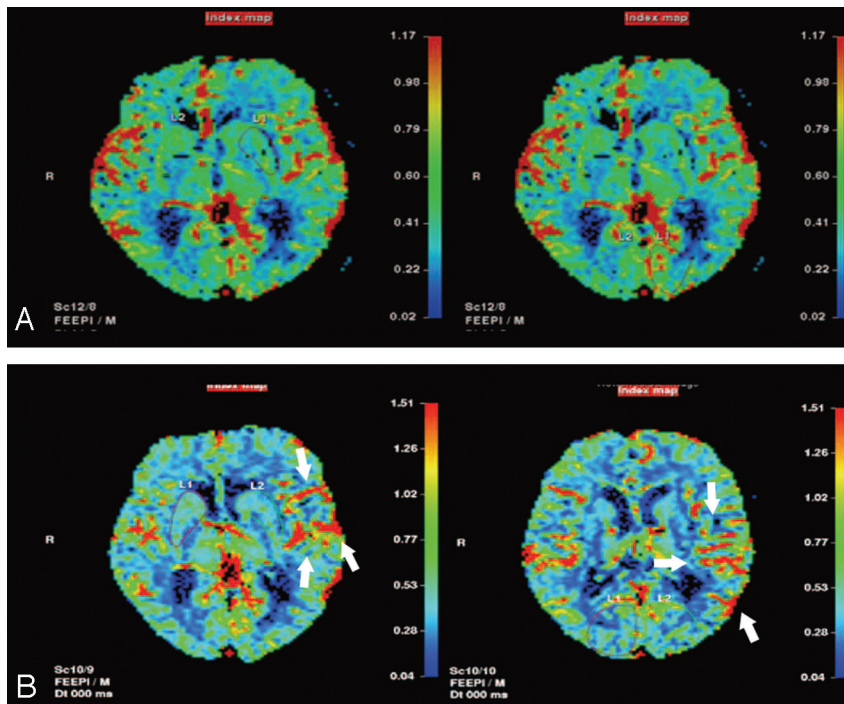 Index map
L2
L1
R
1.17
0.98
0.79
0.60
0.41
0.22
0.02
Sc12/8
FEEPI / M
A
Index map
L2
L1
R
1.17
0.98
0.79
0.60
0.41
0.22
0.02
Sc12/8
FEEPI / M
Index map
L1
L2
R
1.51
1.26
1.02
0.77
0.53
0.28
0.04
Sc10/9
FEEPI / M
Dt 000 ms
B
Index map
L1
L2
R
1.51
1.26
1.02
0.77
0.53
0.28
0.04
Sc10/10
FEEPI / M
Dt 000 ms